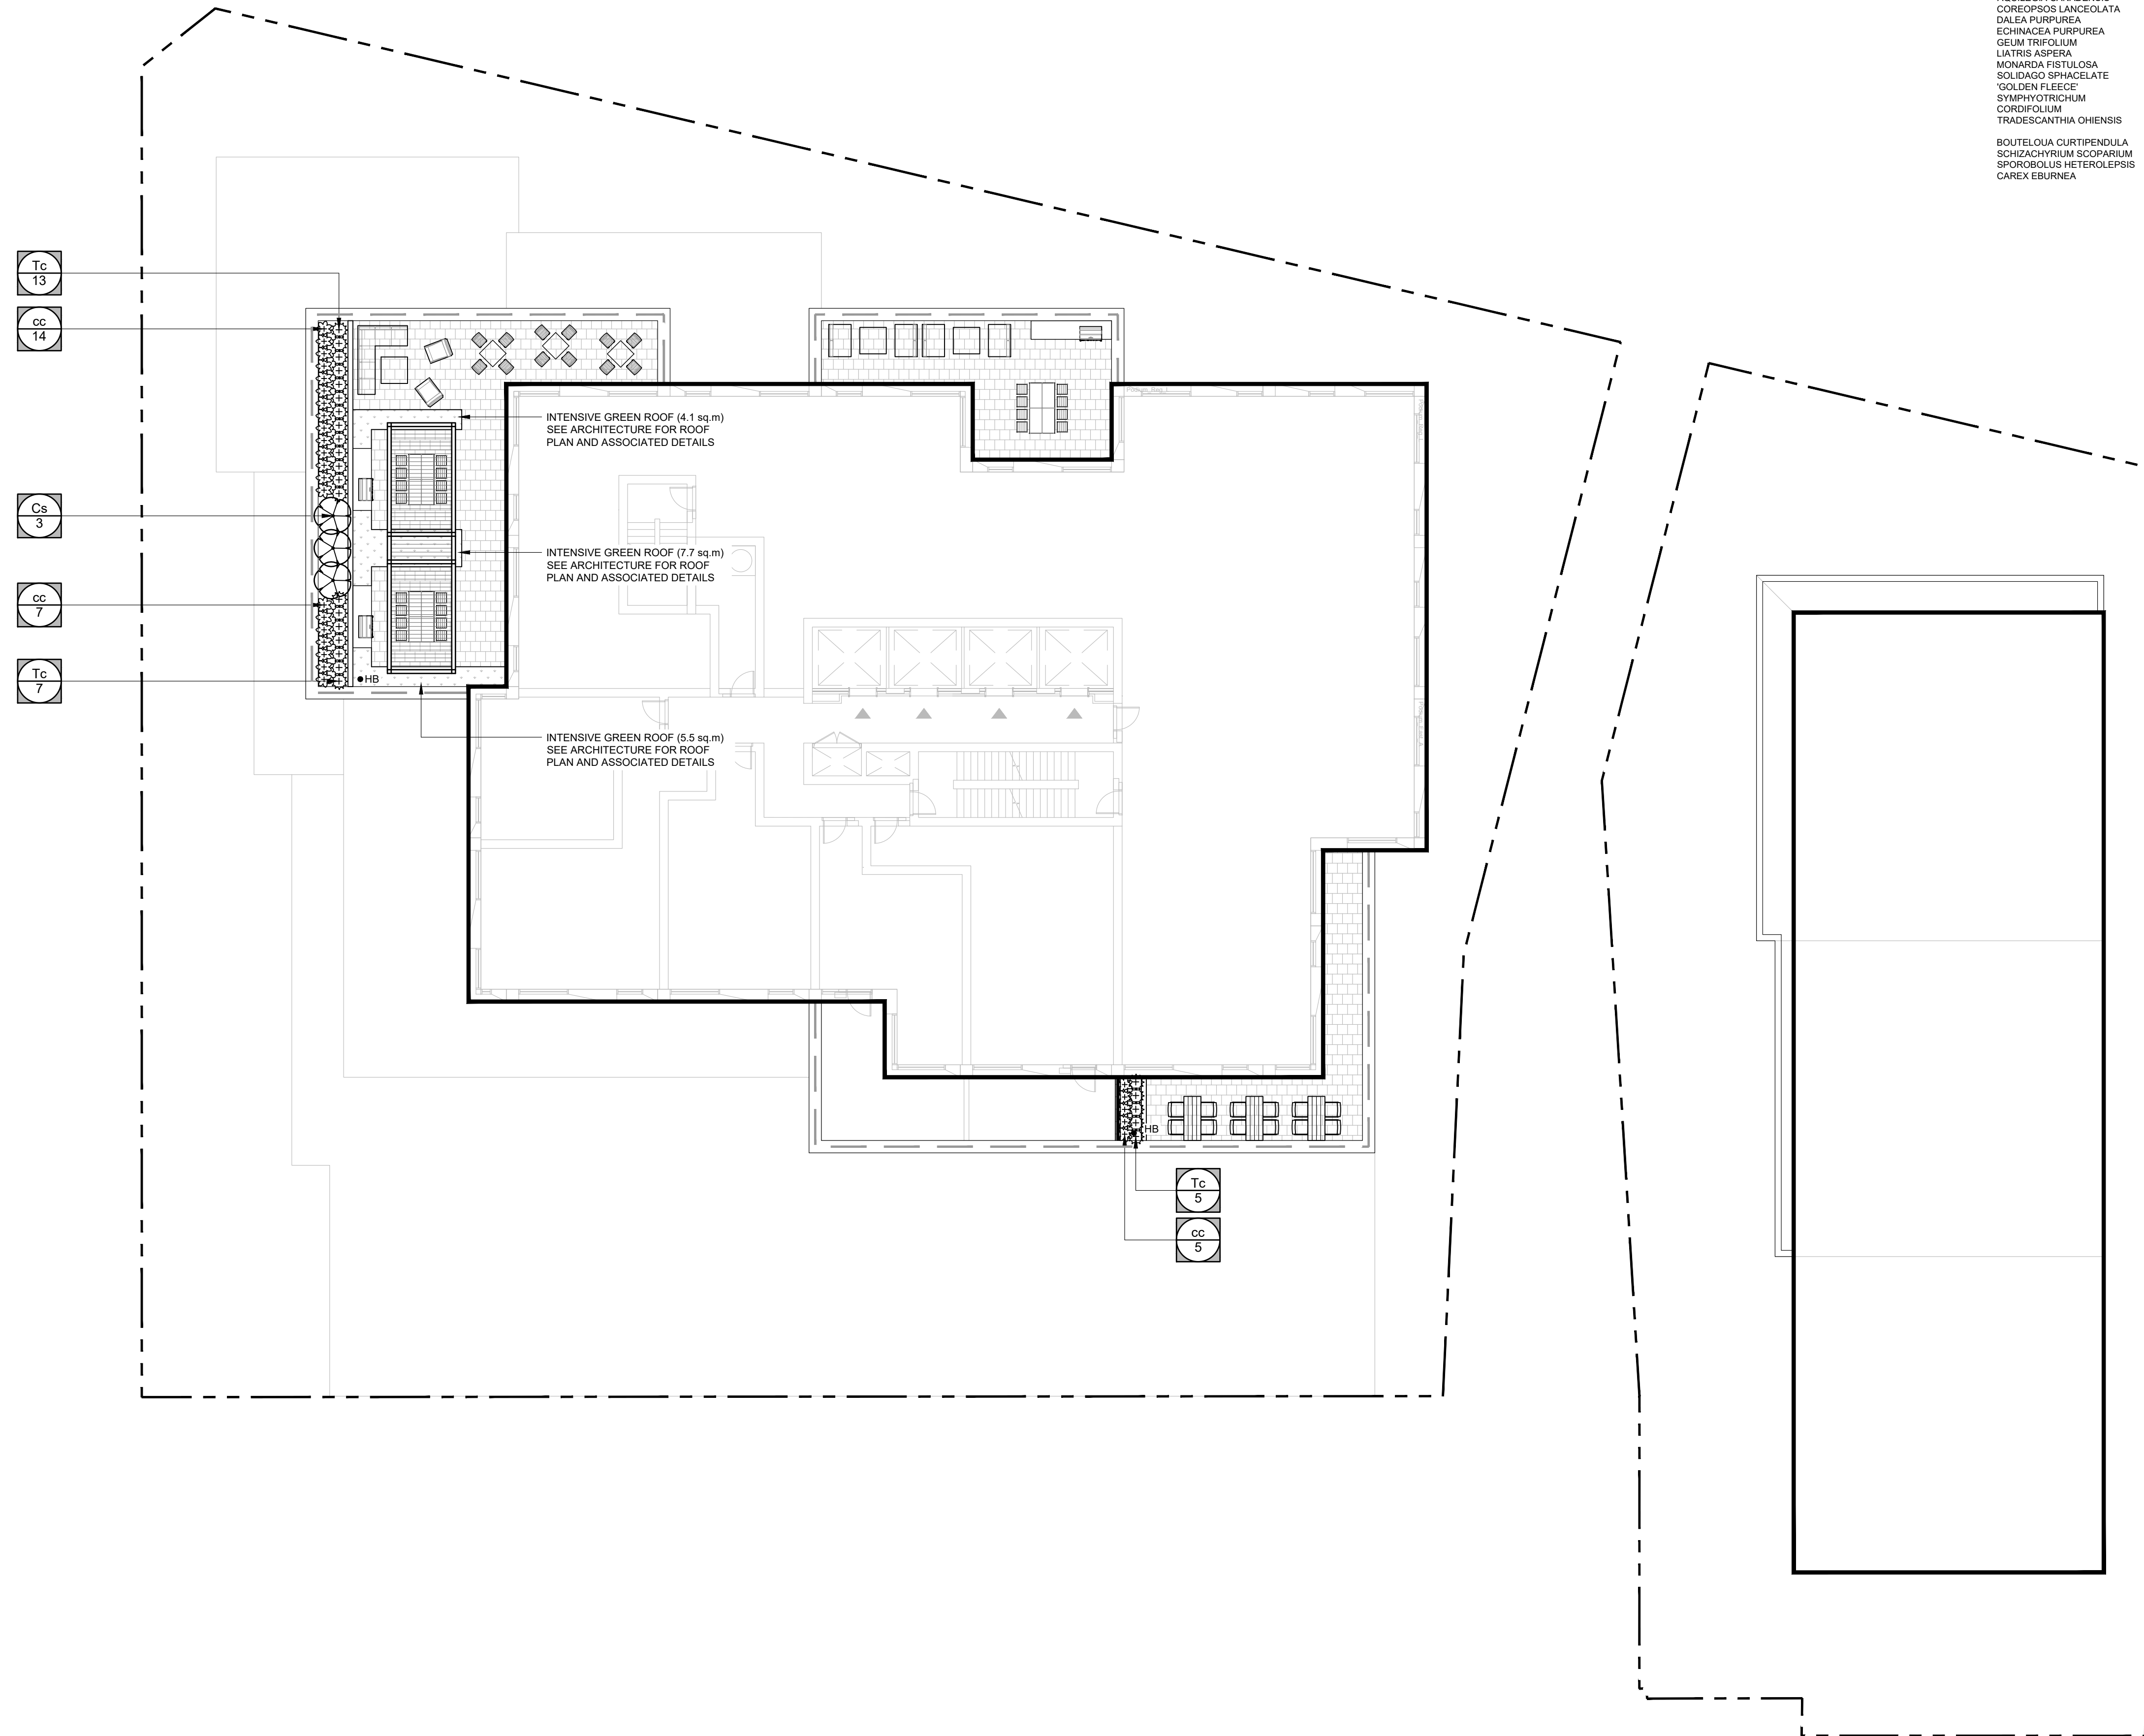 COREOPSOS LANCEOLATA
DALEA PURPUREA
ECHINACEA PURPUREA
GEUM TRIFOLIUM
LIATRIS ASPERA
MONARDA FISTULOSA
SOLIDAGO SPHACELATE
'GOLDEN FLEECE'
SYMPHYOTRICHUM
CORDIFOLIUM
TRADESCANTHIA OHIENSIS
BOUTELOUA CURTIPENDULA
SCHIZACHYRIUM SCOPARIUM
SPOROBOLUS HETEROLEPSIS
CAREX EBURNEA
Tc
13
cc
14
INTENSIVE GREEN ROOF (4.1 sq.m)
SEE ARCHITECTURE FOR ROOF
PLAN AND ASSOCIATED DETAILS
Cs
3
INTENSIVE GREEN ROOF (7.7 sq.m)
SEE ARCHITECTURE FOR ROOF
PLAN AND ASSOCIATED DETAILS
cc
7
Tc
7
HB
INTENSIVE GREEN ROOF (5.5 sq.m)
SEE ARCHITECTURE FOR ROOF
PLAN AND ASSOCIATED DETAILS
HB
Tc
5
cc
5